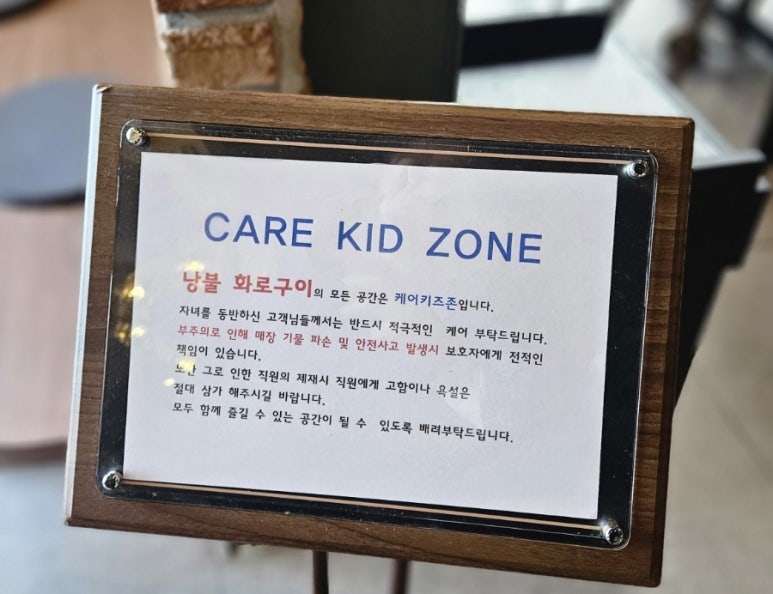 CARE KID ZONE
낭불 화로구이의 모든 공간은 케어키즈존입니다.
자녀를 동반하신 고객님들께서는 반드시 적극적인 케어 부탁드립니다.
부주의로 인해 매장 기물 파손 및 안전사고 발생시 보호자에게 전적인
책임이 있습니다.
또한 그로 인한 직원의 제재시 직원에게 고함이나 욕설은
절대 삼가 해주시길 바랍니다.
모두 함께 즐길 수 있는 공간이 될 수 있도록 배려부탁드립니다.